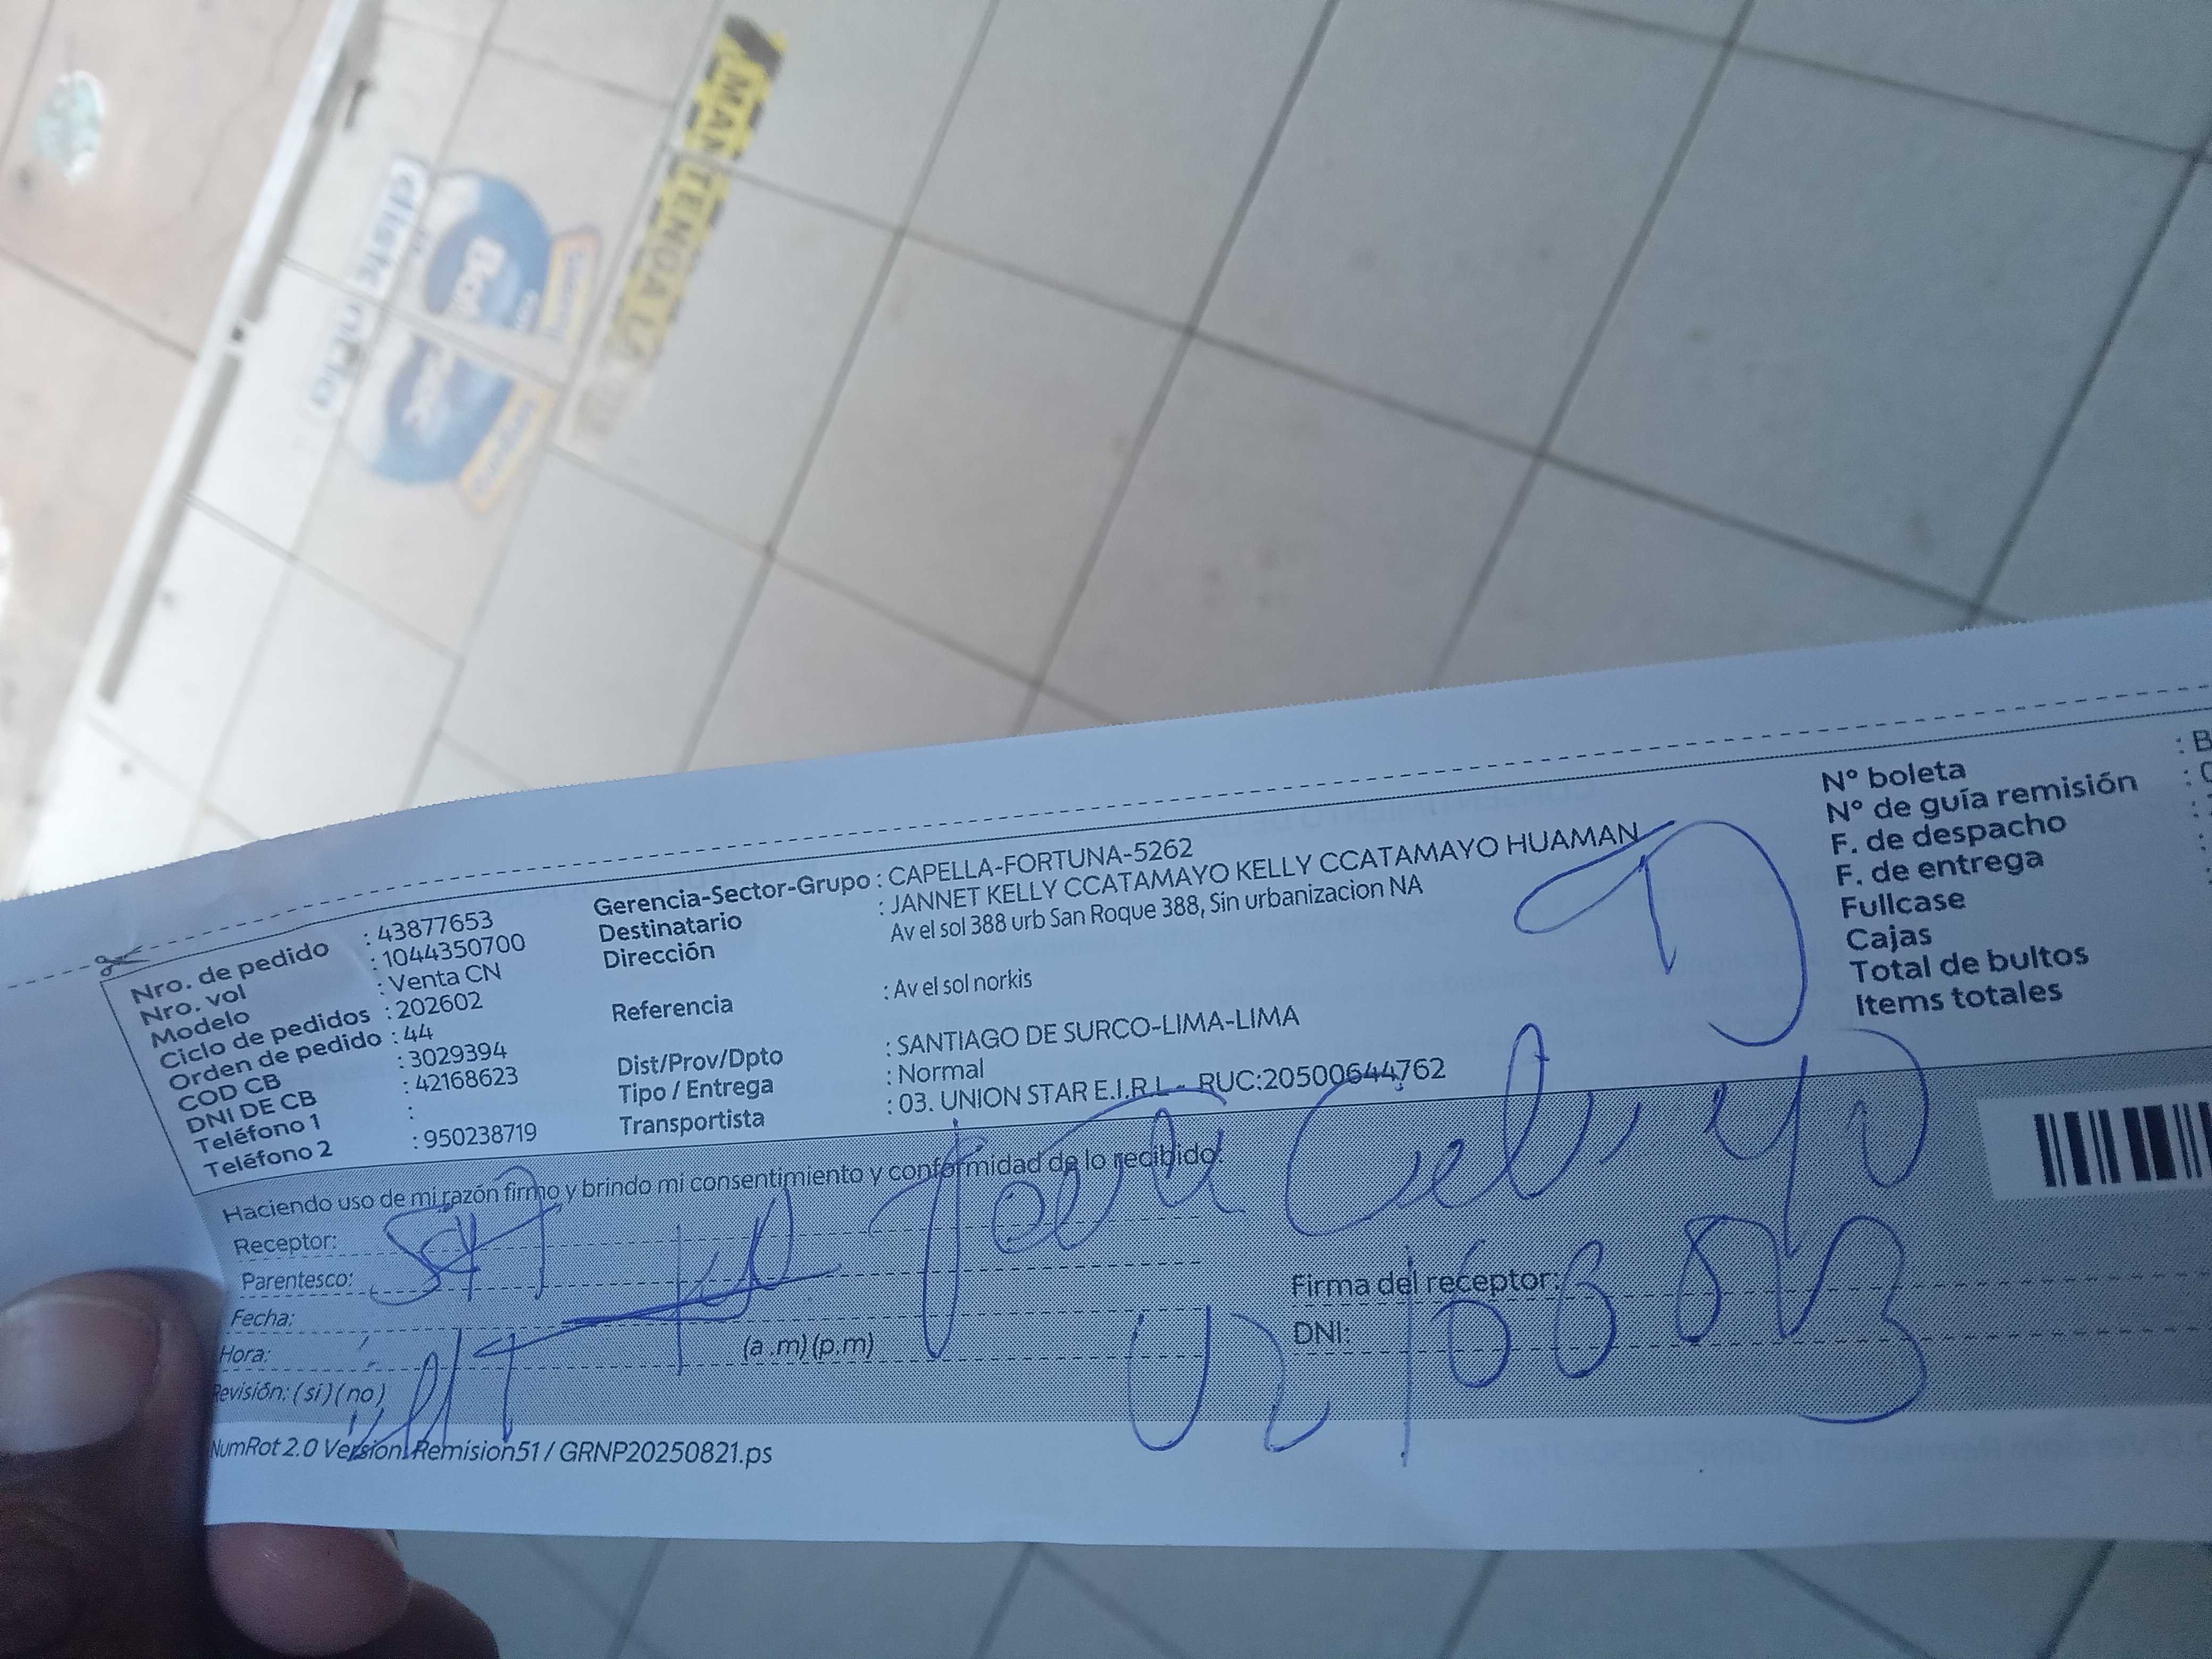 MANTENGA LA
distancia
Nro. de pedido : 43877653
Nro. vol : 1044350700
Modelo : Venta CN
Ciclo de pedidos : 202602
Orden de pedido : 44
COD CB : 3029394
DNI DE CB : 42168623
Teléfono 1 :
Teléfono 2 : 950238719
Gerencia-Sector-Grupo : CAPELLA-FORTUNA-5262
Destinatario : JANNET KELLY CCATAMAYO KELLY CCATAMAYO HUAMAN
Dirección Av el sol 388 urb San Roque 388, Sin urbanizacion NA
Referencia : Av el sol norkis
Dist/Prov/Dpto : SANTIAGO DE SURCO-LIMA-LIMA
Tipo / Entrega : Normal
Transportista : 03. UNION STAR E.I.R.L - RUC:20500644762
N° boleta : B
N° de guía remisión :
F. de despacho :
F. de entrega :
Fullcase :
Cajas
Total de bultos
Items totales
Haciendo uso de mi razón firmo y brindo mi consentimiento y conformidad de lo recibido
Receptor:
Parentesco:
Fecha:
Hora: (a .m) (p.m)
Revisión: ( si ) ( no )
Firma del receptor:
DNI:
NumRot 2.0 Version: Remision51 / GRNP20250821.ps